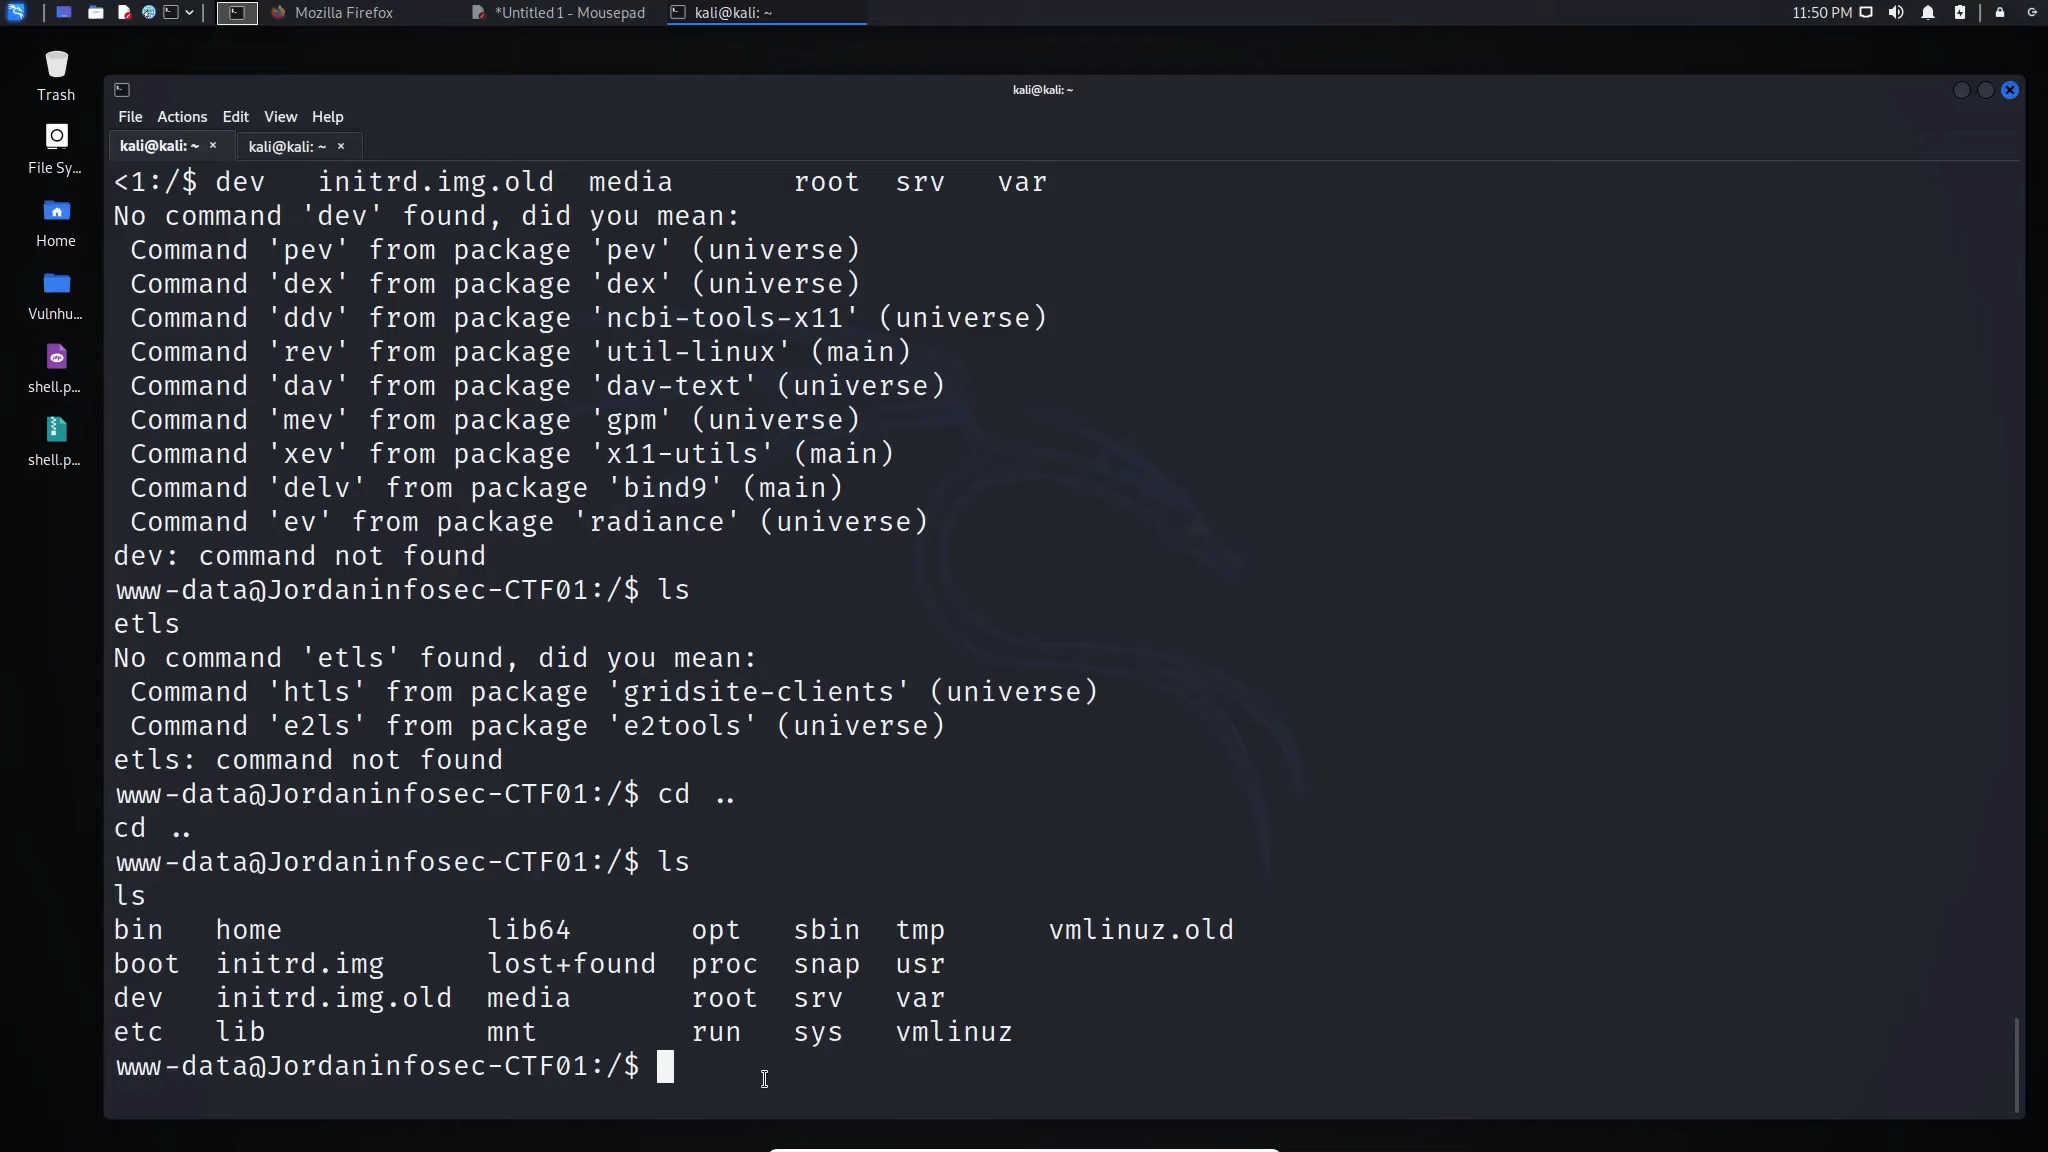 Mozilla Firefox
*Untitled 1 - Mousepad
kali@kali: ~
11:50 PM
Trash
File Sy...
Home
Vulnhu...
shell.p...
shell.p...
kali@kali: ~
File Actions Edit View Help
kali@kali: ~ × kali@kali: ~ ×
<1:/$ dev   initrd.img.old  media       root  srv   var
No command 'dev' found, did you mean:
 Command 'pev' from package 'pev' (universe)
 Command 'dex' from package 'dex' (universe)
 Command 'ddv' from package 'ncbi-tools-x11' (universe)
 Command 'rev' from package 'util-linux' (main)
 Command 'dav' from package 'dav-text' (universe)
 Command 'mev' from package 'gpm' (universe)
 Command 'xev' from package 'x11-utils' (main)
 Command 'delv' from package 'bind9' (main)
 Command 'ev' from package 'radiance' (universe)
dev: command not found
www-data@Jordaninfosec-CTF01:/$ ls
etls
No command 'etls' found, did you mean:
 Command 'htls' from package 'gridsite-clients' (universe)
 Command 'e2ls' from package 'e2tools' (universe)
etls: command not found
www-data@Jordaninfosec-CTF01:/$ cd ..
cd ..
www-data@Jordaninfosec-CTF01:/$ ls
ls
bin   home            lib64       opt   sbin  tmp      vmlinuz.old
boot  initrd.img      lost+found  proc  snap  usr
dev   initrd.img.old  media       root  srv   var
etc   lib             mnt         run   sys   vmlinuz
www-data@Jordaninfosec-CTF01:/$